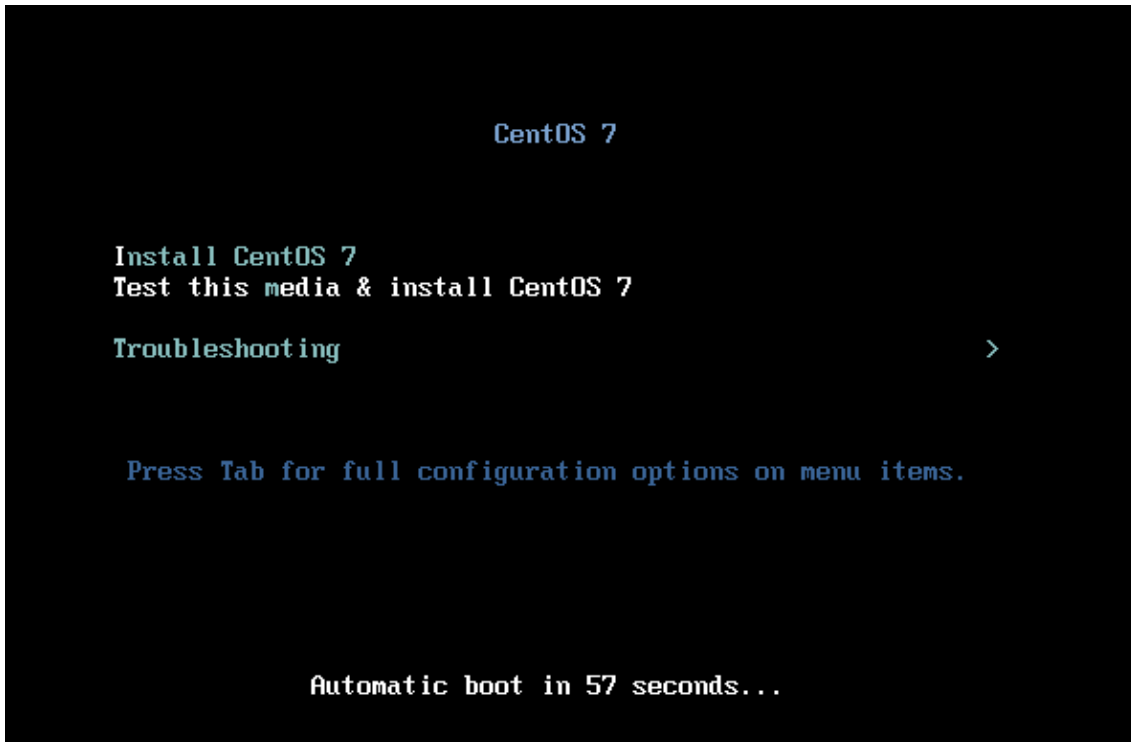 CentOS 7
Install CentOS 7
Test this media & install CentOS 7
Troubleshooting >
Press Tab for full configuration options on menu items.
Automatic boot in 57 seconds...